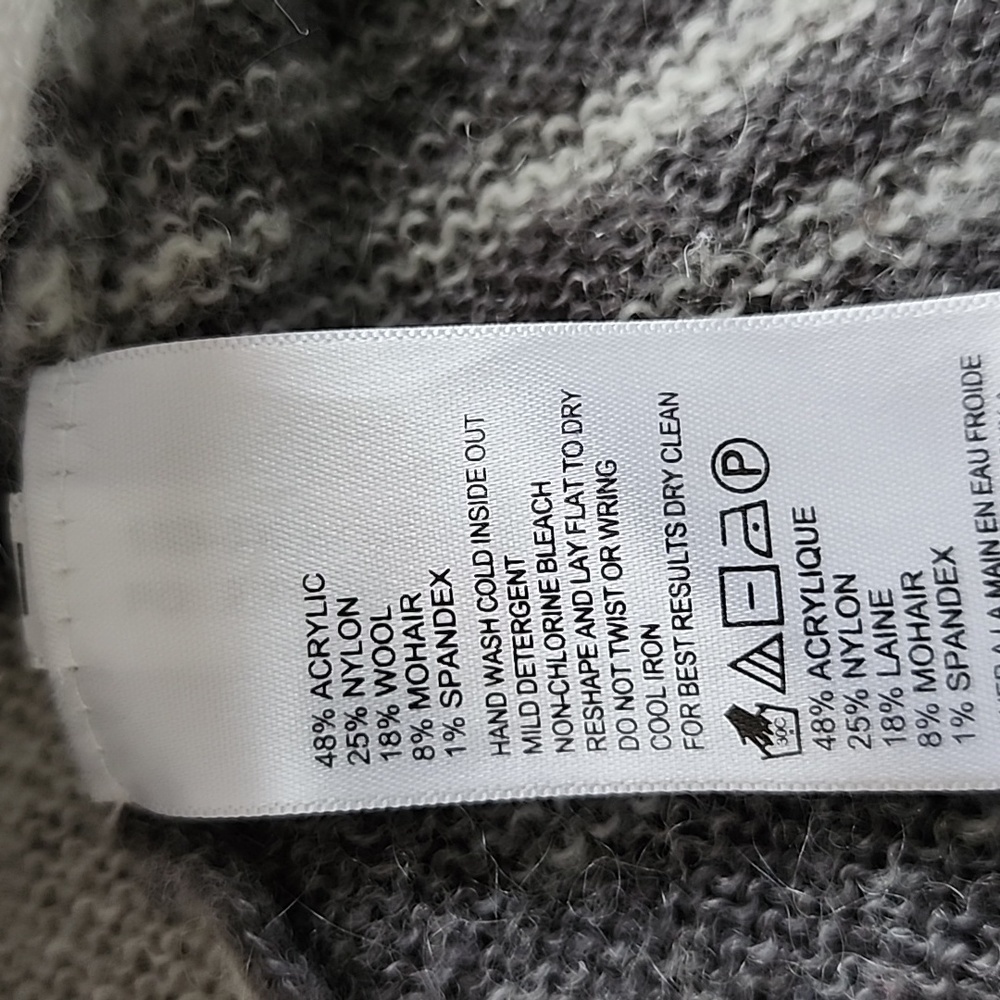 48% ACRYLIC
25% NYLON
18% WOOL
8% MOHAIR
1% SPANDEX
HAND WASH COLD INSIDE OUT
MILD DETERGENT
NON-CHLORINE BLEACH
RESHAPE AND LAY FLAT TO DRY
DO NOT TWIST OR WRING
COOL IRON
FOR BEST RESULTS DRY CLEAN
30C P
48% ACRYLIQUE
25% NYLON
18% LAINE
8% MOHAIR
1% SPANDEX
A MAIN EN EAU FROIDE